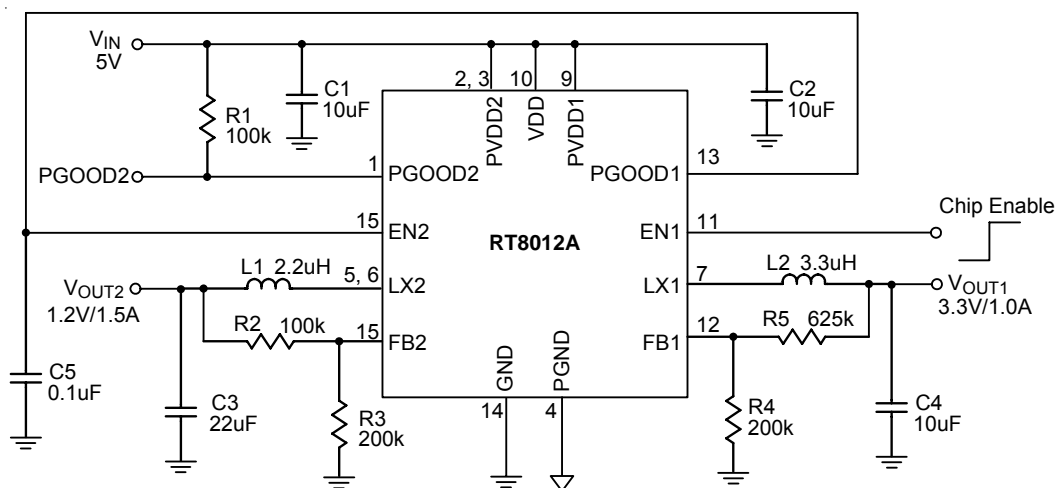 V_IN
5V
2, 3
10
9
C1
10uF
C2
10uF
R1
100k
PVDD2
VDD
PVDD1
PGOOD2
1
PGOOD2
PGOOD1
13
15
EN2
RT8012A
EN1
11
Chip Enable
V_OUT2
1.2V/1.5A
L1 2.2uH
5, 6
LX2
LX1
7
L2 3.3uH
V_OUT1
3.3V/1.0A
R2 100k
15
FB2
FB1
12
R5 625k
C5
0.1uF
C3
22uF
R3
200k
GND
PGND
14
4
R4
200k
C4
10uF